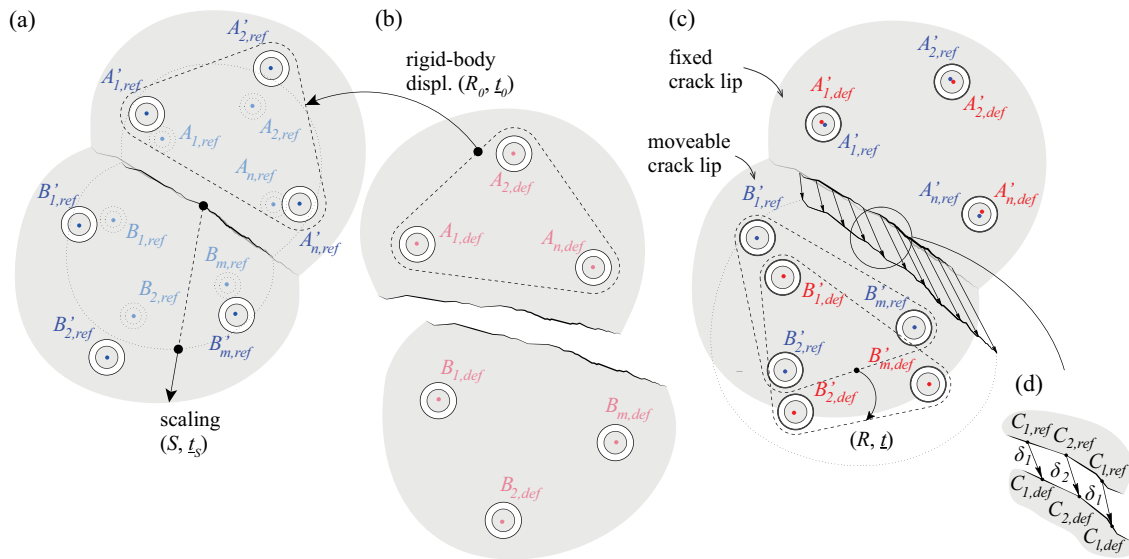 (a)
A'2,ref
A'1,ref
A1,ref
A2,ref
An,ref
A'n,ref
B'1,ref
B1,ref
Bm,ref
B2,ref
B'2,ref
B'm,ref
scaling
(S, t_S)
(b)
rigid-body
displ. (R0, t0)
A2,def
A1,def
An,def
B1,def
Bm,def
B2,def
(c)
fixed
crack lip
moveable
crack lip
A'2,ref
A'2,def
A'1,def
A'1,ref
A'n,ref
A'n,def
B'1,ref
B'1,def
B'm,ref
B'2,ref
B'm,def
B'2,def
(R, t)
(d)
C1,ref
C2,ref
Cl,ref
δ1
δ2
δl
C1,def
C2,def
Cl,def